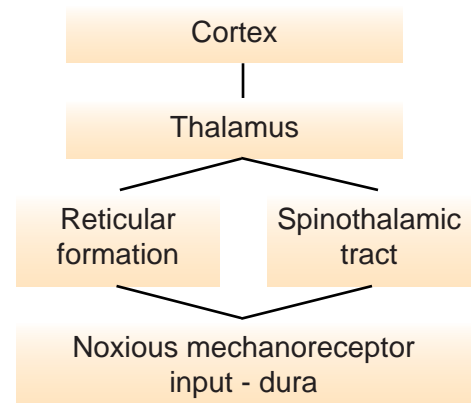 Cortex
Thalamus
Reticular
formation
Spinothalamic
tract
Noxious mechanoreceptor
input - dura